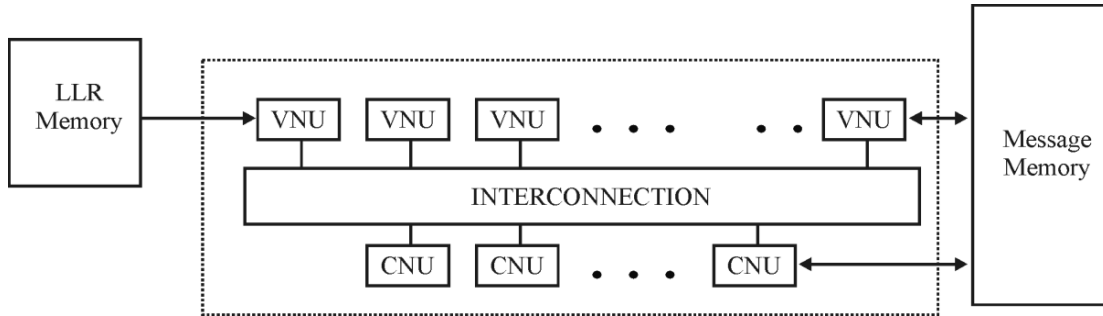 LLR
Memory
VNU
VNU
VNU
VNU
Message
Memory
INTERCONNECTION
CNU
CNU
CNU